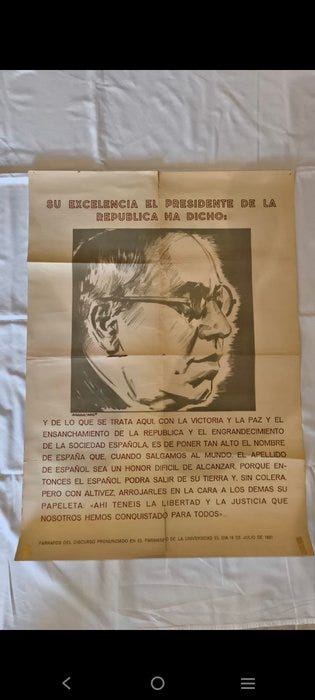 SU EXCELENCIA EL PRESIDENTE DE LA
REPUBLICA HA DICHO:
Y DE LO QUE SE TRATA AQUI, CON LA VICTORIA Y LA PAZ Y EL
ENSANCHAMIENTO DE LA REPUBLICA Y EL ENGRANDECIMIENTO
DE LA SOCIEDAD ESPAÑOLA, ES DE PONER TAN ALTO EL NOMBRE
DE ESPAÑA QUE, CUANDO SALGAMOS AL MUNDO, EL APELLIDO
DE ESPAÑOL SEA UN HONOR DIFICIL DE ALCANZAR, PORQUE EN-
TONCES EL ESPAÑOL PODRA SALIR DE SU TIERRA Y, SIN COLERA,
PERO CON ALTIVEZ, ARROJARLES EN LA CARA A LOS DEMAS SU
PAPELETA: «AHI TENEIS LA LIBERTAD Y LA JUSTICIA QUE
NOSOTROS HEMOS CONQUISTADO PARA TODOS».
PARRAFOS DEL DISCURSO PRONUNCIADO EN EL PARANINFO DE LA UNIVERSIDAD EL DIA 18 DE JULIO DE